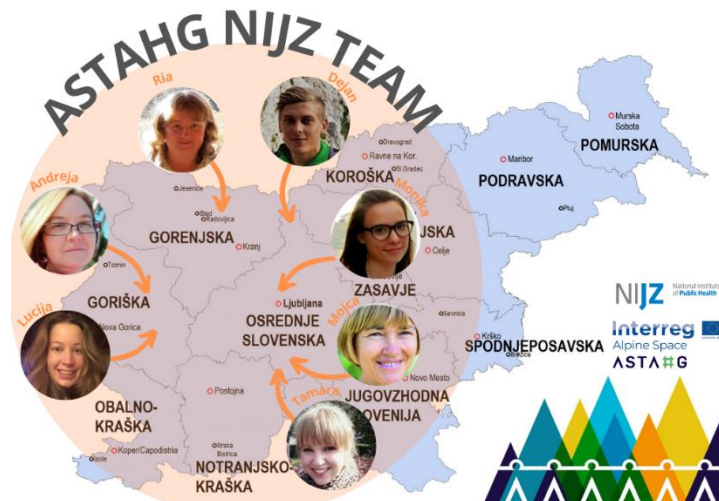 ASTAHG NIJZ TEAM
Ria
Dejan
Andreja
Monika
Lucija
Mojca
Tamara
Murska
Sobota
POMURSKA
Dravograd
Ravne na Kor.
Sl.Gradec
KOROŠKA
Maribor
PODRAVSKA
Ptuj
Jesenice
Bled
Radovljica
GORENJSKA
Kranj
JSKA
Celje
Tolmin
ZASAVJE
GORIŠKA
Nova Gorica
Ljubljana
OSREDNJE
SLOVENSKA
Sevnica
Krško
SPODNJEPOSAVSKA
Brežice
Novo Mesto
JUGOVZHODNA
OVENIJA
Postojna
OBALNO-
KRAŠKA
Koper/Capodistria
Izola
Ilirska
Bistrica
NOTRANJSKO-
KRAŠKA
NIJZ
National Institute
of Public Health
Interreg
Alpine Space
ASTAHG